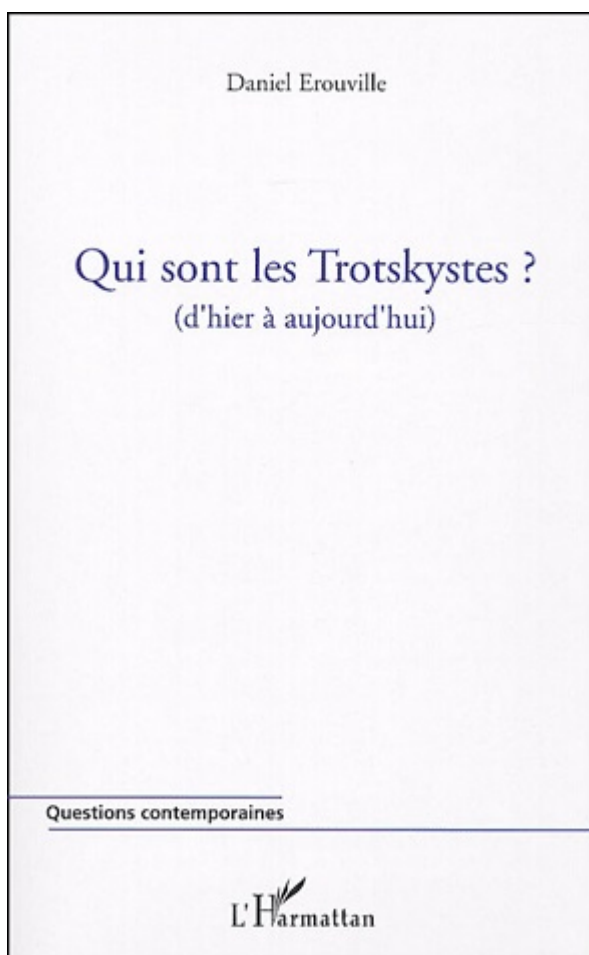 Daniel Erouville
Qui sont les Trotskystes ?
(d'hier à aujourd'hui)
Questions contemporaines
L'Harmattan